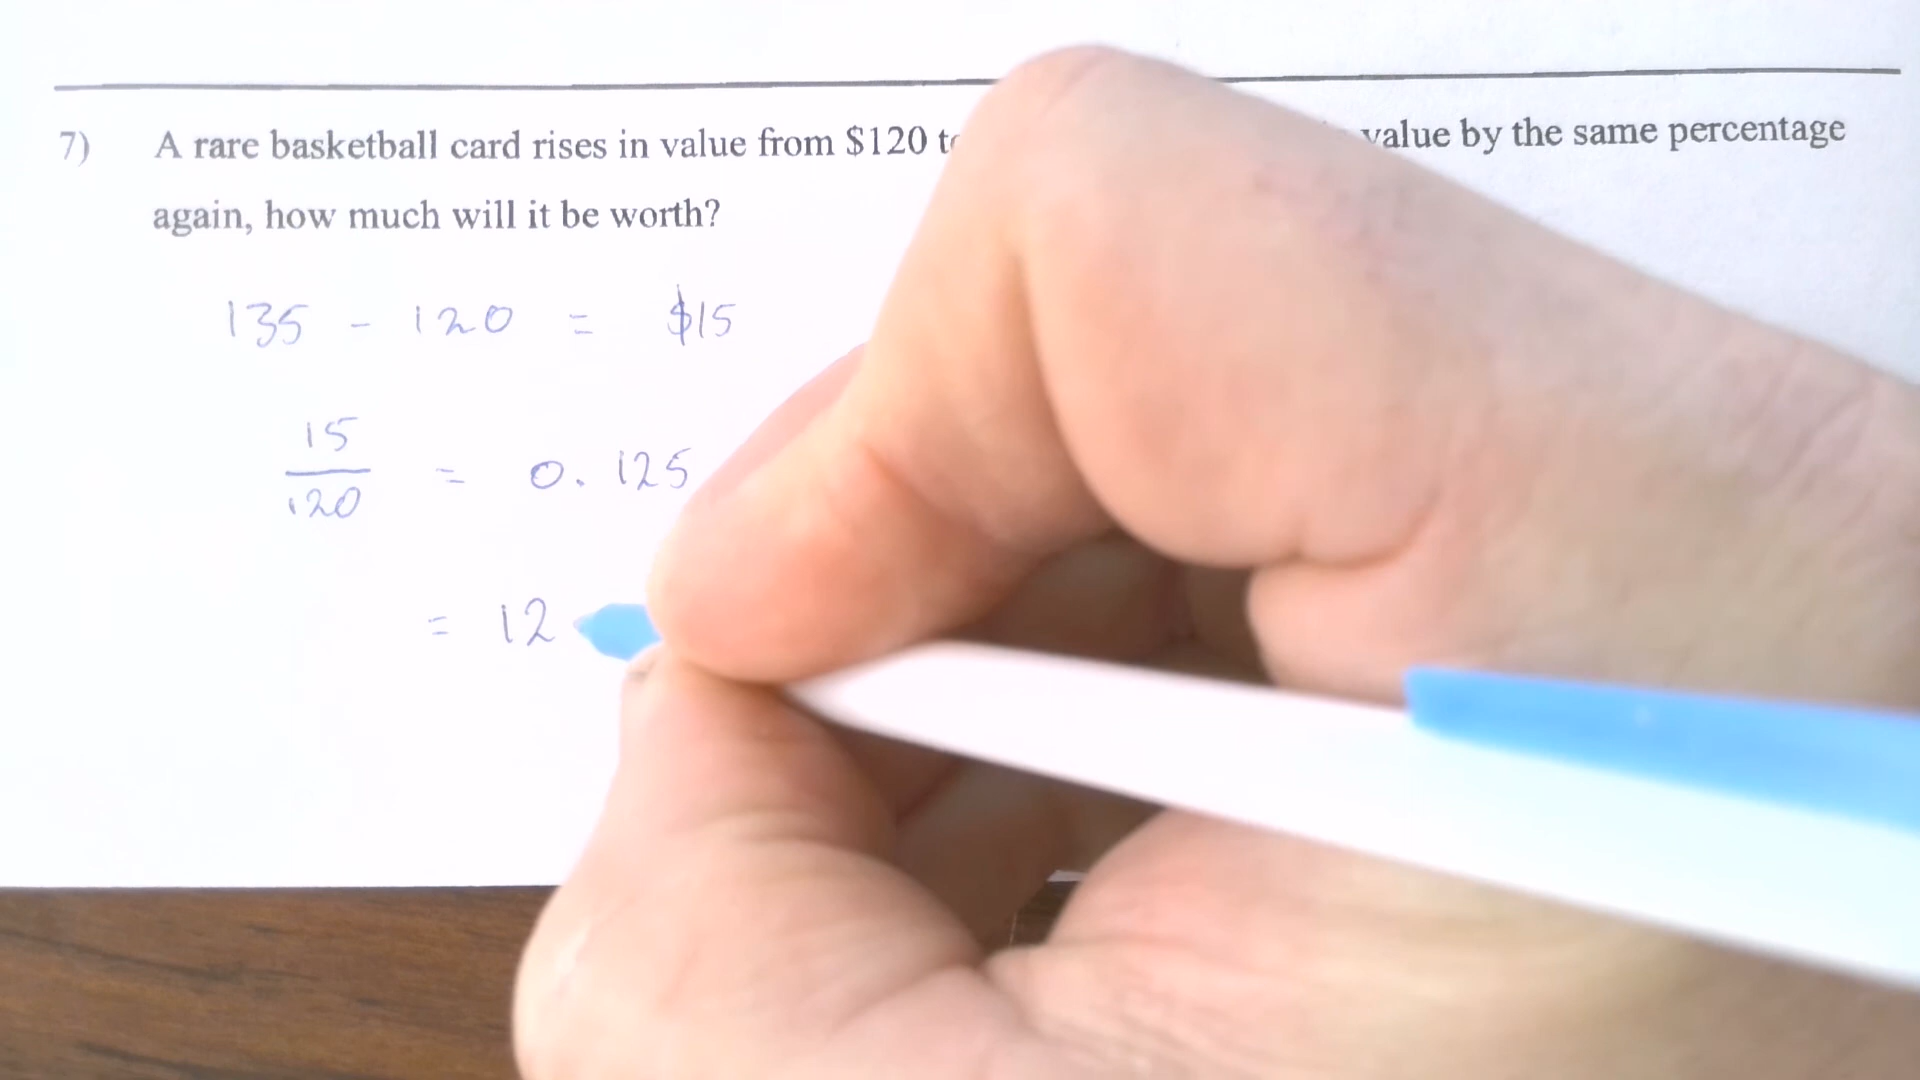 7) A rare basketball card rises in value from $120 value by the same percentage
again, how much will it be worth?
135 - 120 = $15
15
120
= 0.125
= 12